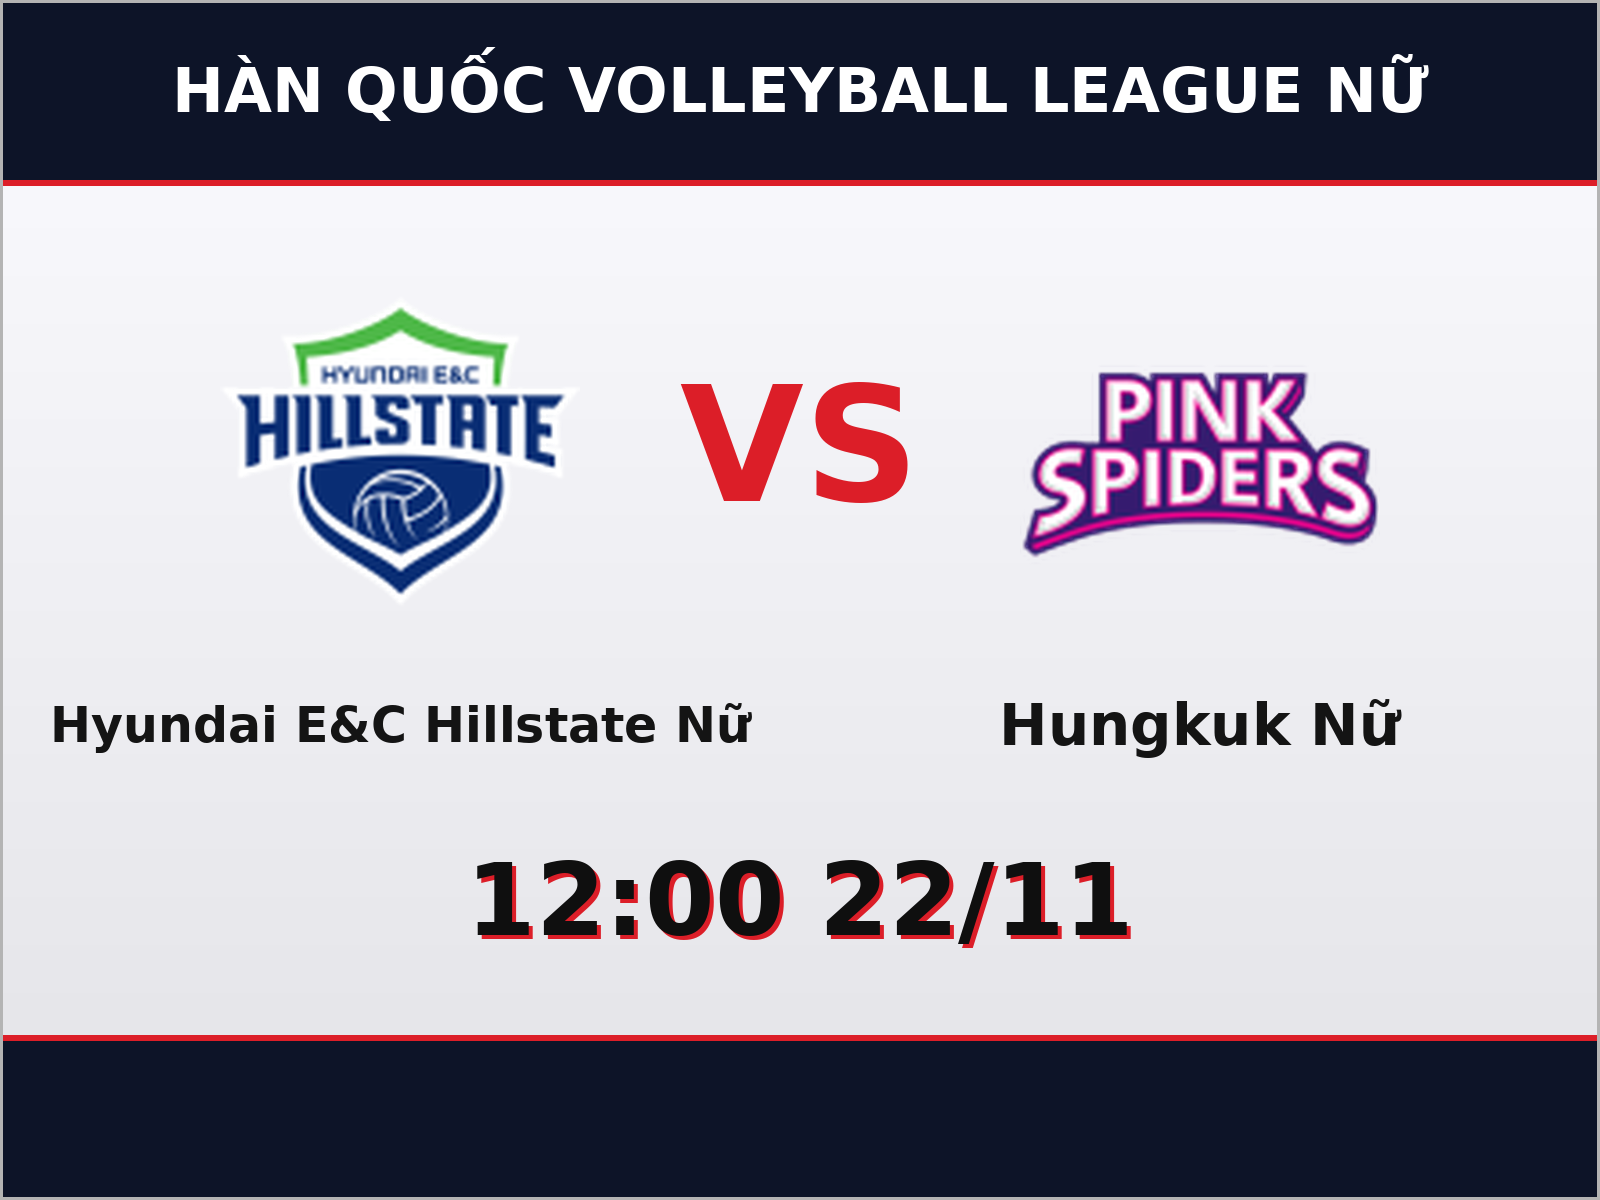 HÀN QUỐC VOLLEYBALL LEAGUE NỮ
HYUNDAI E&C
HILLSTATE
VS
PINK
SPIDERS
Hyundai E&C Hillstate Nữ
Hungkuk Nữ
12:00 22/11